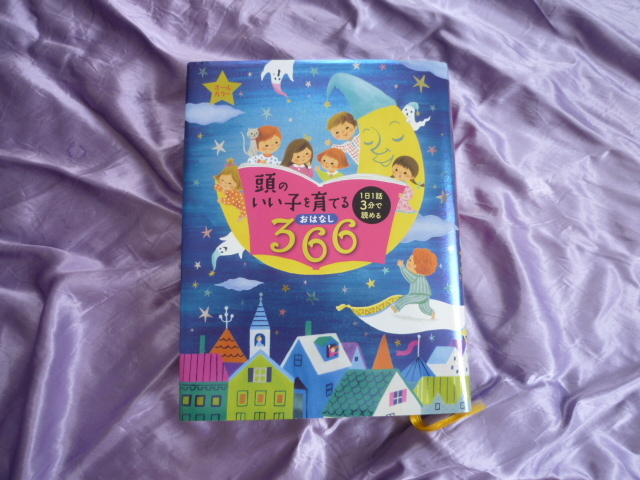 オール
カラー
頭の
いい子を育てる
おはなし
366
1日1話
3分で
読める